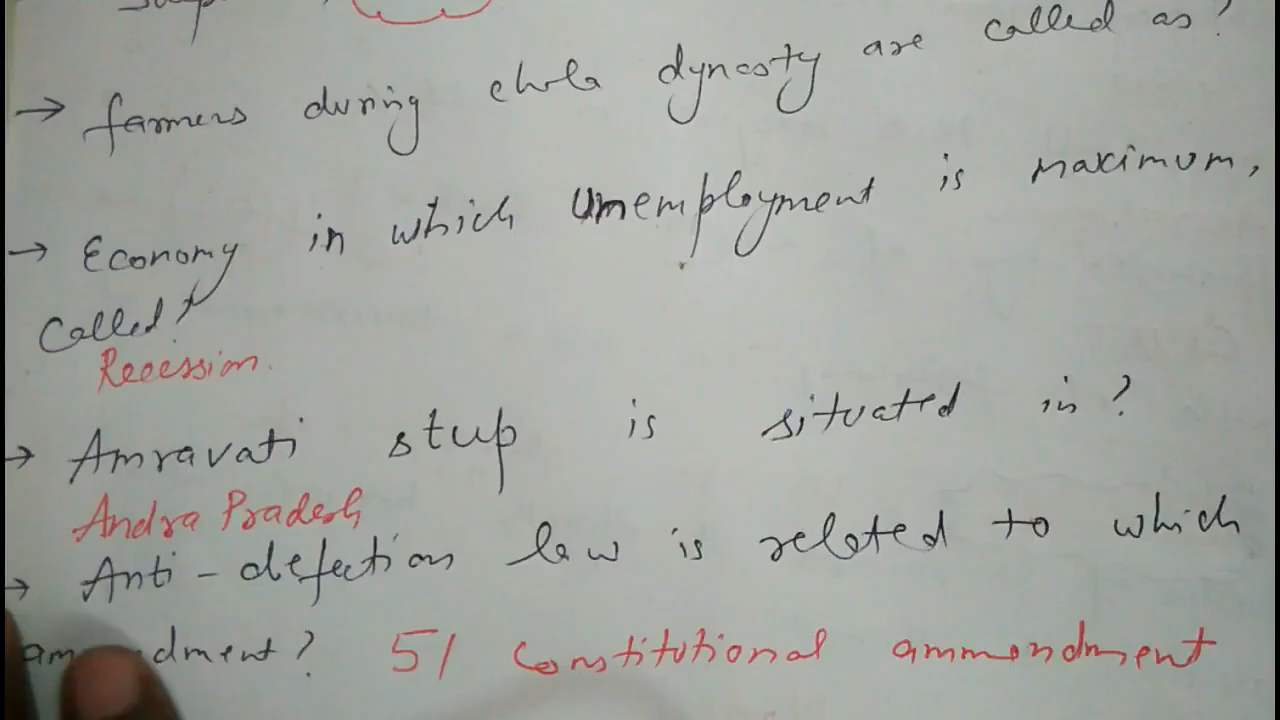 → farmers during chola dynasty are called as?
→ Economy in which Unemployment is maximum,
Called?
Recession.
→ Amravati stup is situated in?
Andra Pradesh
→ Anti-defection law is related to which
dment? 51 Constitutional ammendment